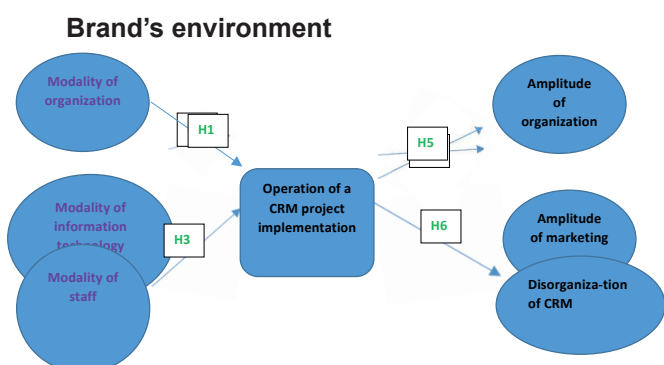 Brand's environment
Modality of
organization
H1
Modality of
information
technology
H3
Modality of
staff
Operation of a
CRM project
implementation
H5
H6
Amplitude
of
organization
Amplitude
of marketing
Disorganiza-tion
of CRM